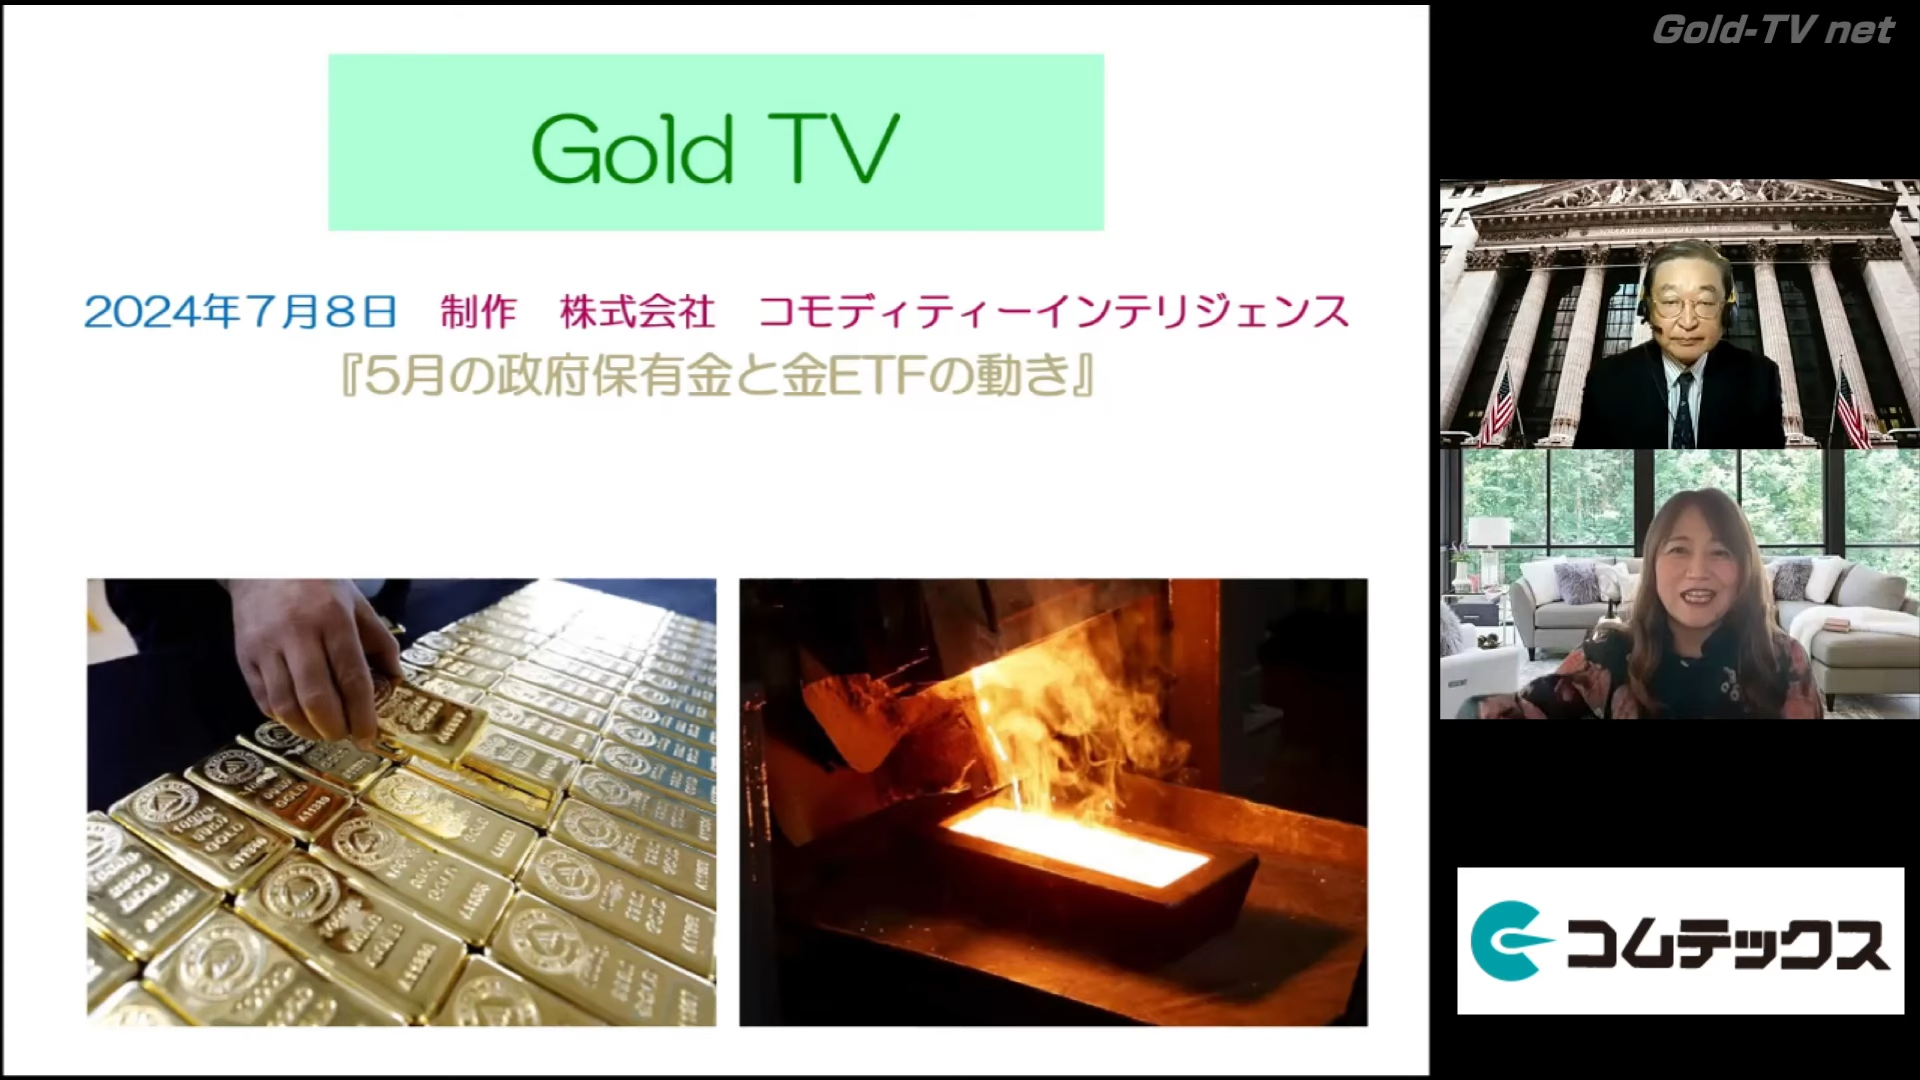 Gold-TV net
Gold TV
2024年7月8日　制作　株式会社　コモディティーインテリジェンス
『5月の政府保有金と金ETFの動き』
コムテックス